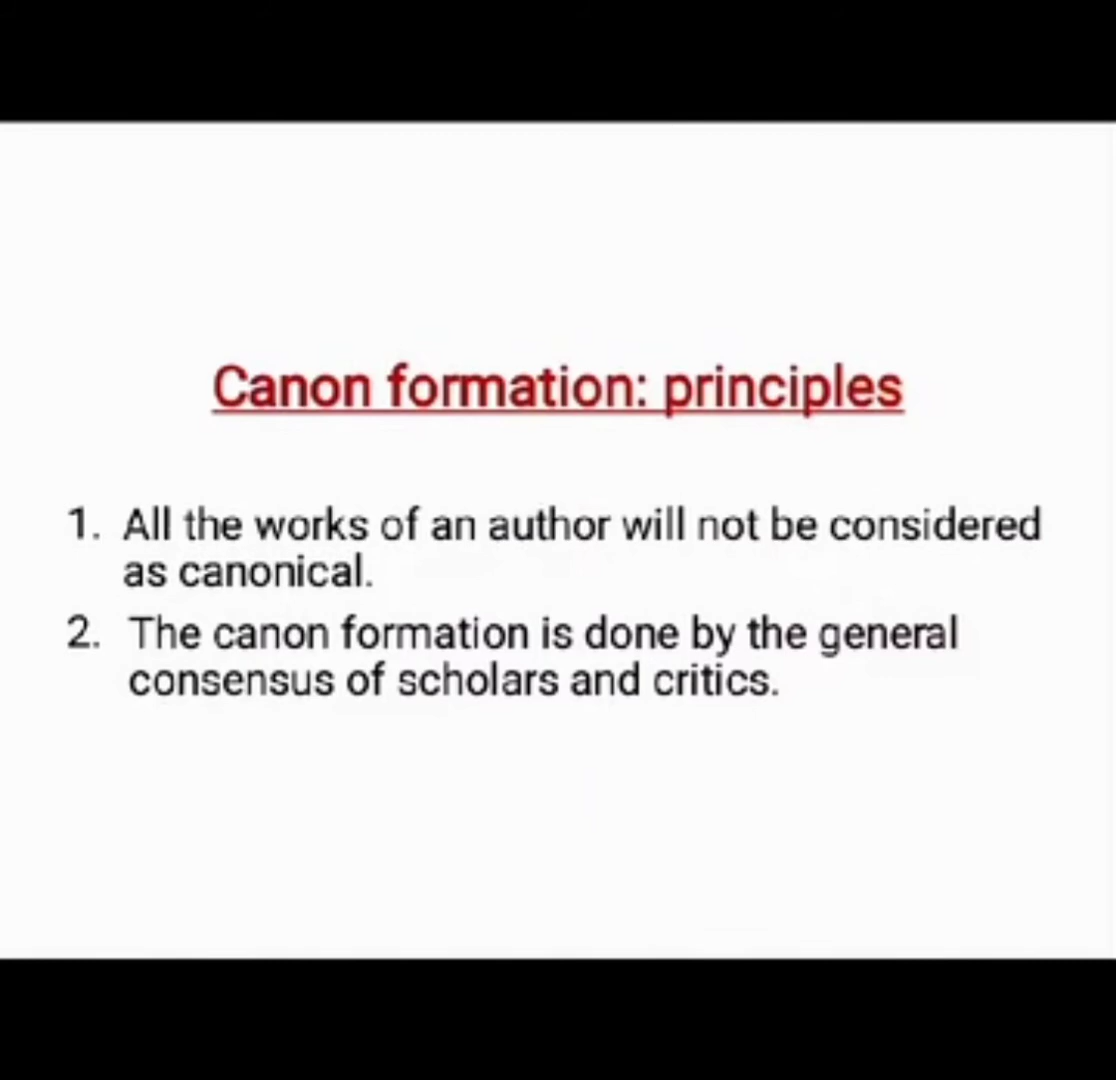 Canon formation: principles
1. All the works of an author will not be considered
as canonical.
2. The canon formation is done by the general
consensus of scholars and critics.